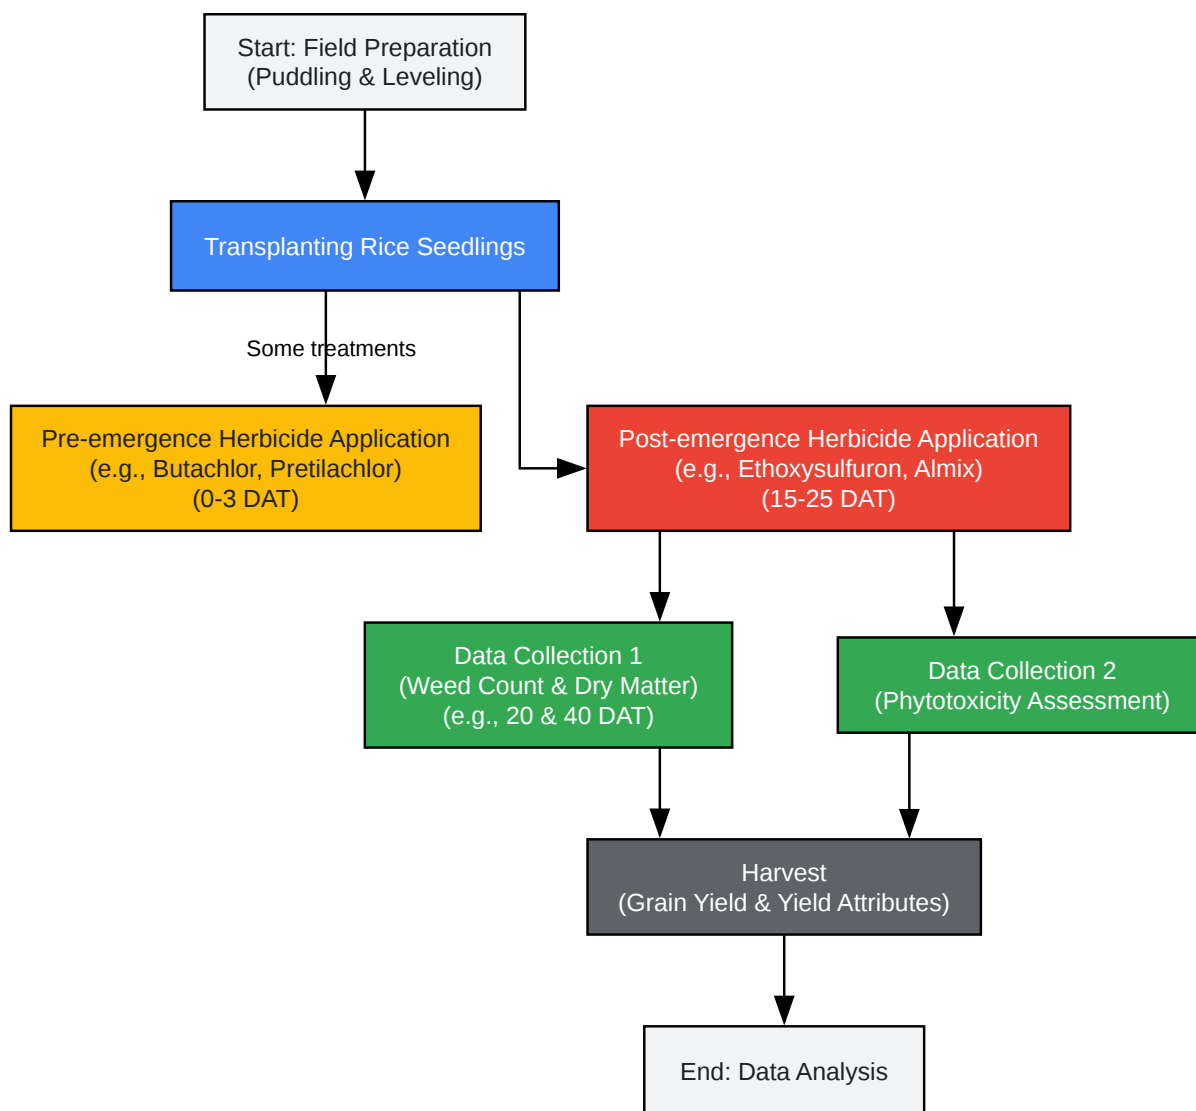 Start: Field Preparation
(Puddling & Leveling)
Transplanting Rice Seedlings
Some treatments
Pre-emergence Herbicide Application
(e.g., Butachlor, Pretilachlor)
(0-3 DAT)
Post-emergence Herbicide Application
(e.g., Ethoxysulfuron, Almix)
(15-25 DAT)
Data Collection 1
(Weed Count & Dry Matter)
(e.g., 20 & 40 DAT)
Data Collection 2
(Phytotoxicity Assessment)
Harvest
(Grain Yield & Yield Attributes)
End: Data Analysis